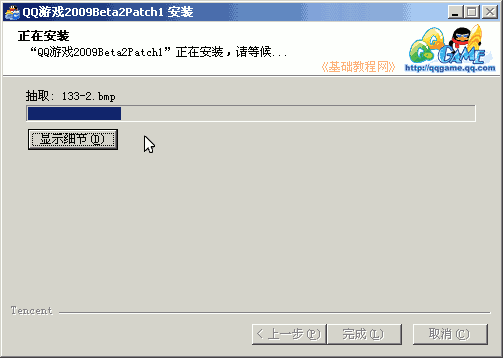 QQ游戏2009Beta2Patch1 安装
正在安装
“QQ游戏2009Beta2Patch1”正在安装，请等候...
《基础教程网》
QQ GAME
http://qqgame.qq.com
抽取: 133-2.bmp
显示细节(D)
Tencent
< 上一步(P)
完成(L)
取消(C)